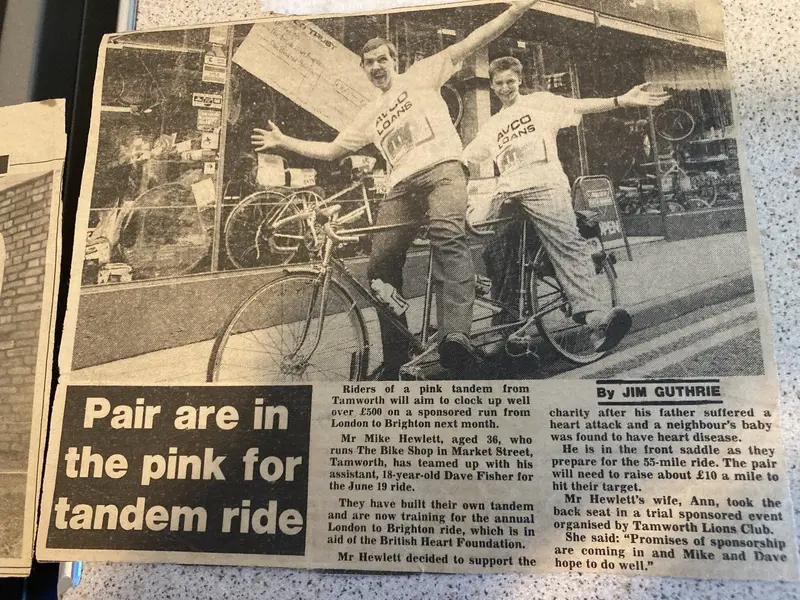 AVCO
LOANS
AVCO
LOANS
OPEN
Pair are in
the pink for
tandem ride
Riders of a pink tandem from
Tamworth will aim to clock up well
over £500 on a sponsored run from
London to Brighton next month.
Mr Mike Hewlett, aged 36, who
runs The Bike Shop in Market Street,
Tamworth, has teamed up with his
assistant, 18-year-old Dave Fisher for
the June 19 ride.
They have built their own tandem
and are now training for the annual
London to Brighton ride, which is in
aid of the British Heart Foundation.
Mr Hewlett decided to support the
By JIM GUTHRIE
charity after his father suffered a
heart attack and a neighbour's baby
was found to have heart disease.
He is in the front saddle as they
prepare for the 55-mile ride. The pair
will need to raise about £10 a mile to
hit their target.
Mr Hewlett's wife, Ann, took the
back seat in a trial sponsored event
organised by Tamworth Lions Club.
She said: “Promises of sponsorship
are coming in and Mike and Dave
hope to do well.”